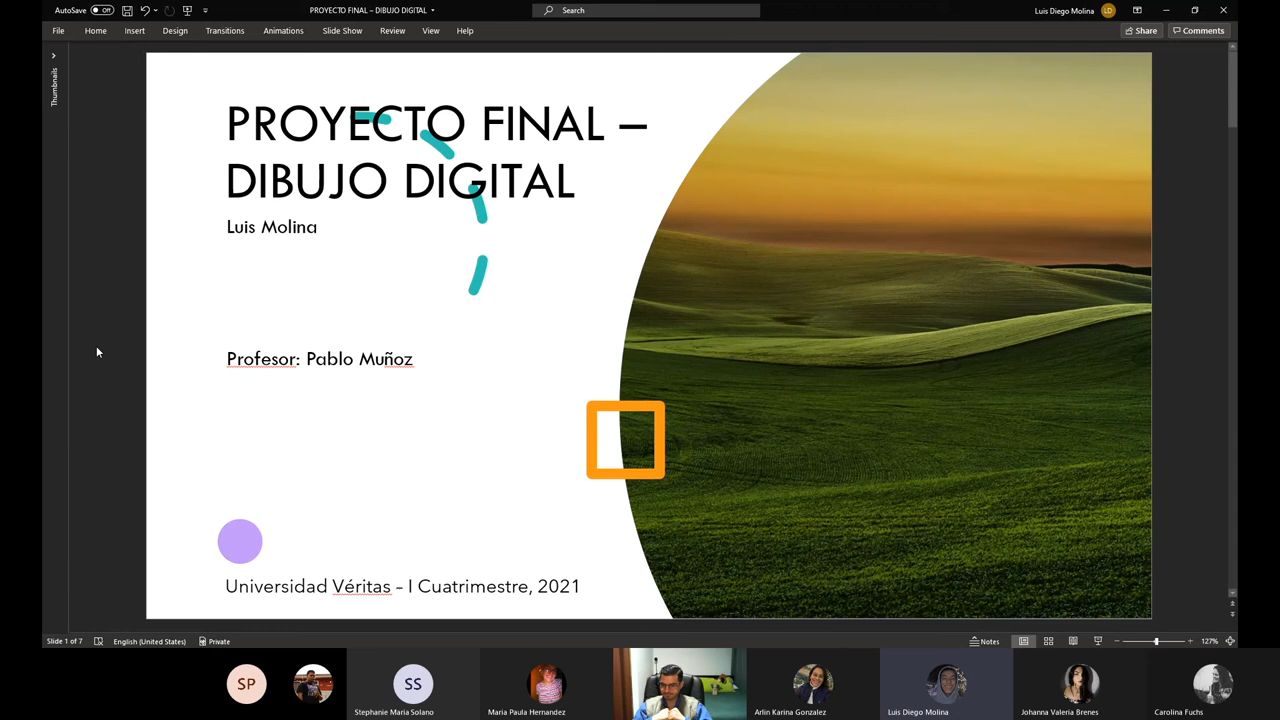 AutoSave Off
PROYECTO FINAL – DIBUJO DIGITAL
Search
Luis Diego Molina LD
File Home Insert Design Transitions Animations Slide Show Review View Help
Share Comments
Thumbnails
PROYECTO FINAL –
DIBUJO DIGITAL
Luis Molina
Profesor: Pablo Muñoz
Universidad Véritas – I Cuatrimestre, 2021
Slide 1 of 7 English (United States) Private
Notes 127%
SP
SS
Stephanie Maria Solano
Maria Paula Hernandez
Arlin Karina Gonzalez
Luis Diego Molina
Johanna Valeria Brenes
Carolina Fuchs